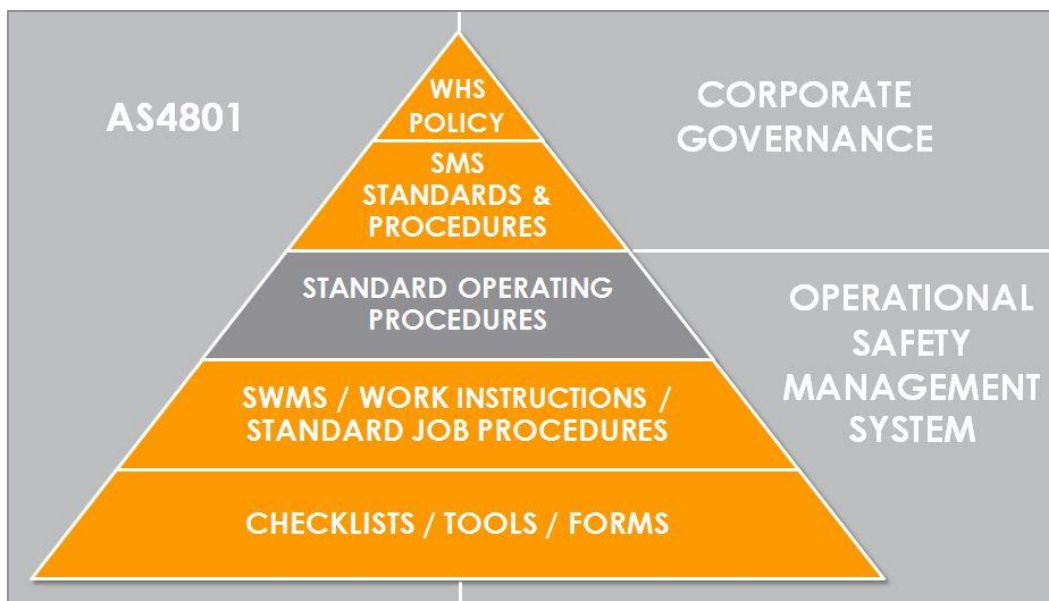 AS4801
WHS
POLICY
SMS
STANDARDS &
PROCEDURES
STANDARD OPERATING
PROCEDURES
SWMS / WORK INSTRUCTIONS /
STANDARD JOB PROCEDURES
CHECKLISTS / TOOLS / FORMS
CORPORATE
GOVERNANCE
OPERATIONAL
SAFETY
MANAGEMENT
SYSTEM